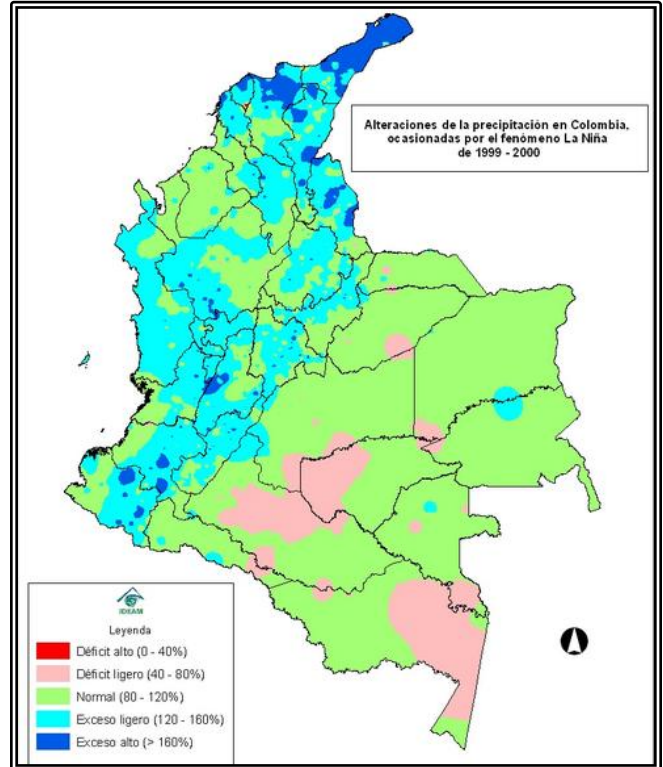 Alteraciones de la precipitación en Colombia,
ocasionadas por el fenómeno La Niña
de 1999 - 2000
IDEAM
Leyenda
Déficit alto (0 - 40%)
Déficit ligero (40 - 80%)
Normal (80 - 120%)
Exceso ligero (120 - 160%)
Exceso alto (> 160%)